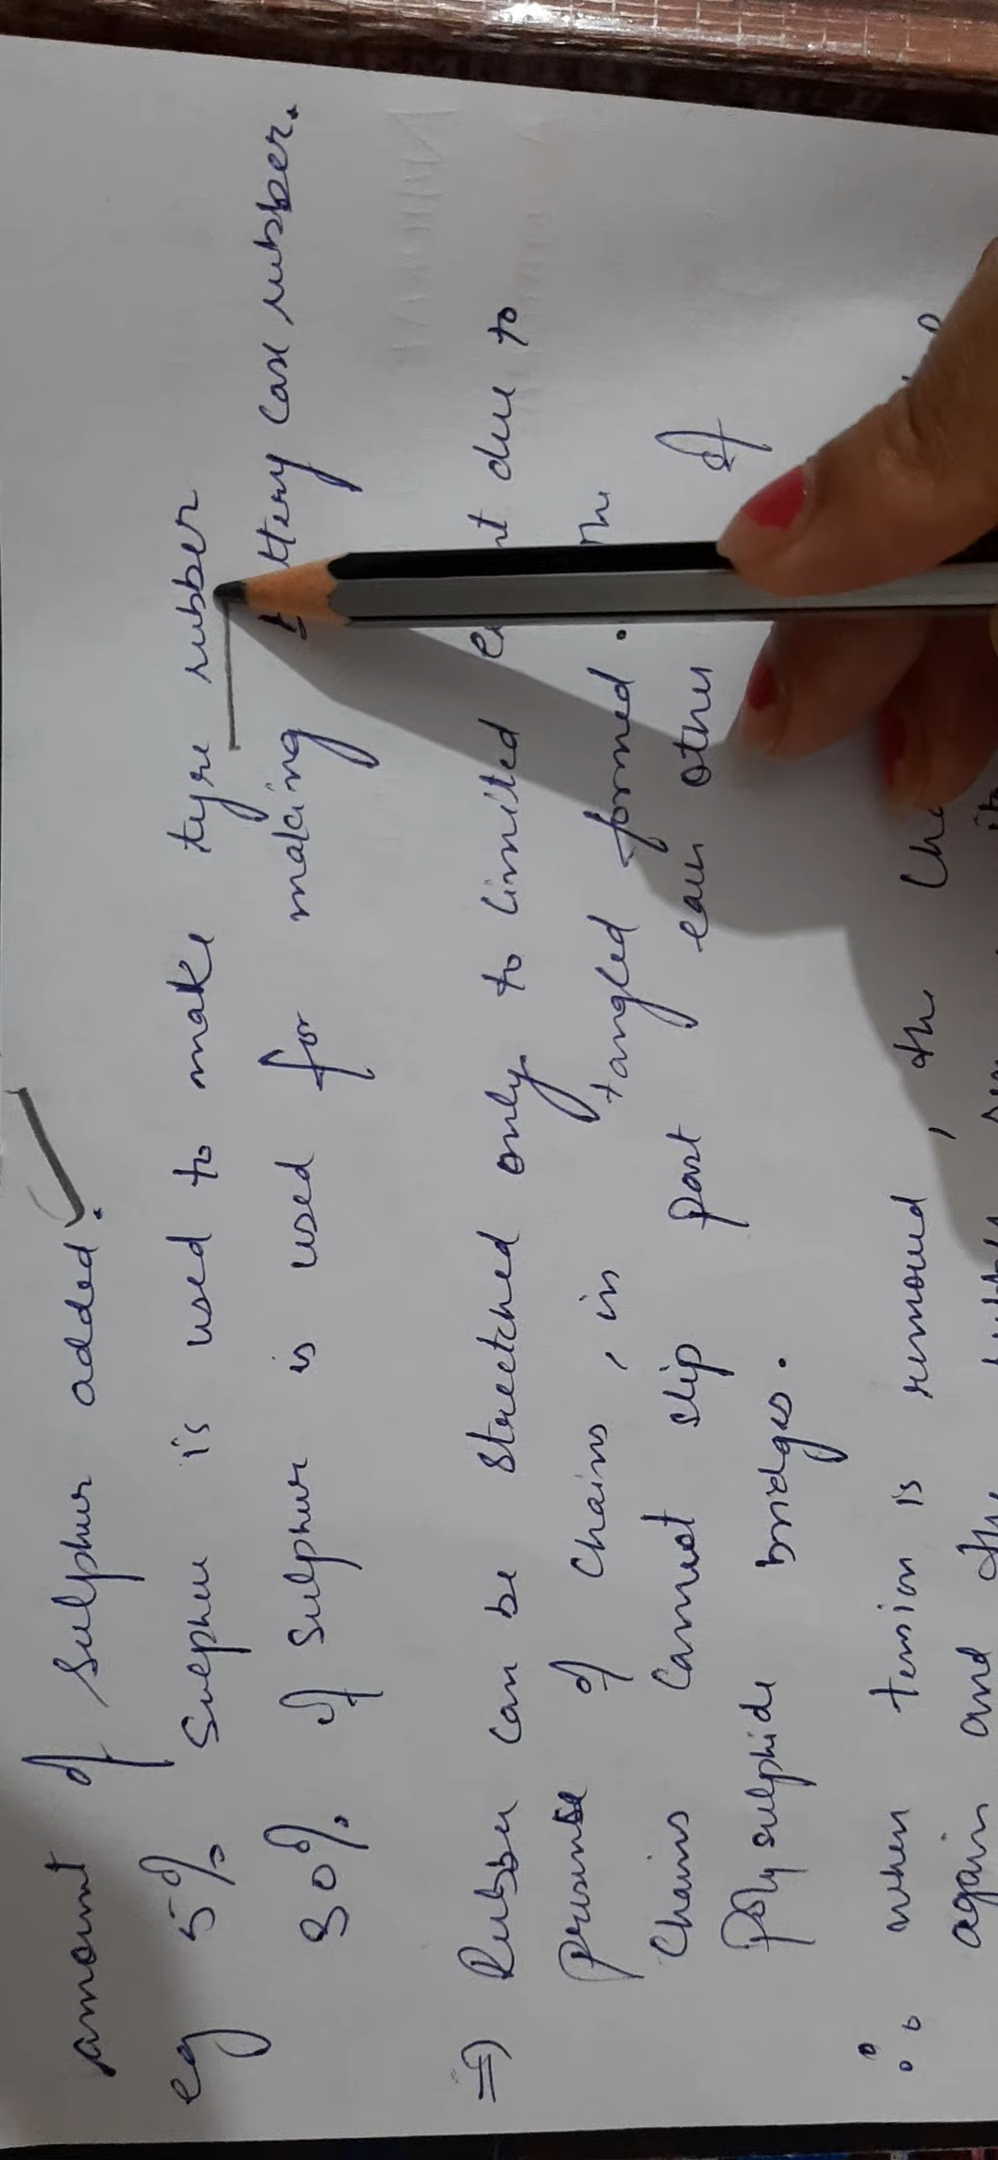 amount of Sulphur added.
eg 5% Sulphur is used to make tyre rubber
30% of Sulphur is used for making battery case rubber.
⇒ Rubber can be stretched only to limited due to
presence of chains, in tangled formed. The
Chains cannot slip past each other of
polysulphide bridges.
∴ when tension is removed, the
again and the